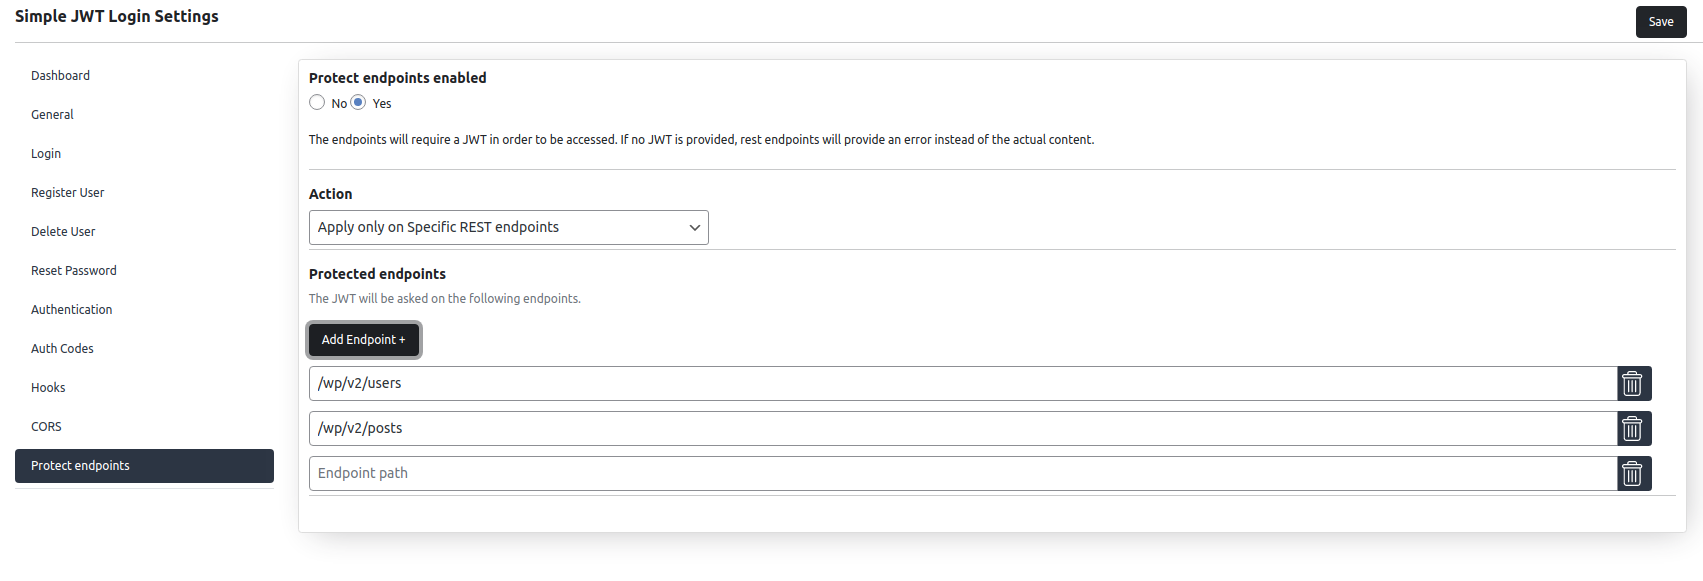 Simple JWT Login Settings
Save
Dashboard
General
Login
Register User
Delete User
Reset Password
Authentication
Auth Codes
Hooks
CORS
Protect endpoints
Protect endpoints enabled
No Yes
The endpoints will require a JWT in order to be accessed. If no JWT is provided, rest endpoints will provide an error instead of the actual content.
Action
Apply only on Specific REST endpoints
Protected endpoints
The JWT will be asked on the following endpoints.
Add Endpoint +
/wp/v2/users
/wp/v2/posts
Endpoint path